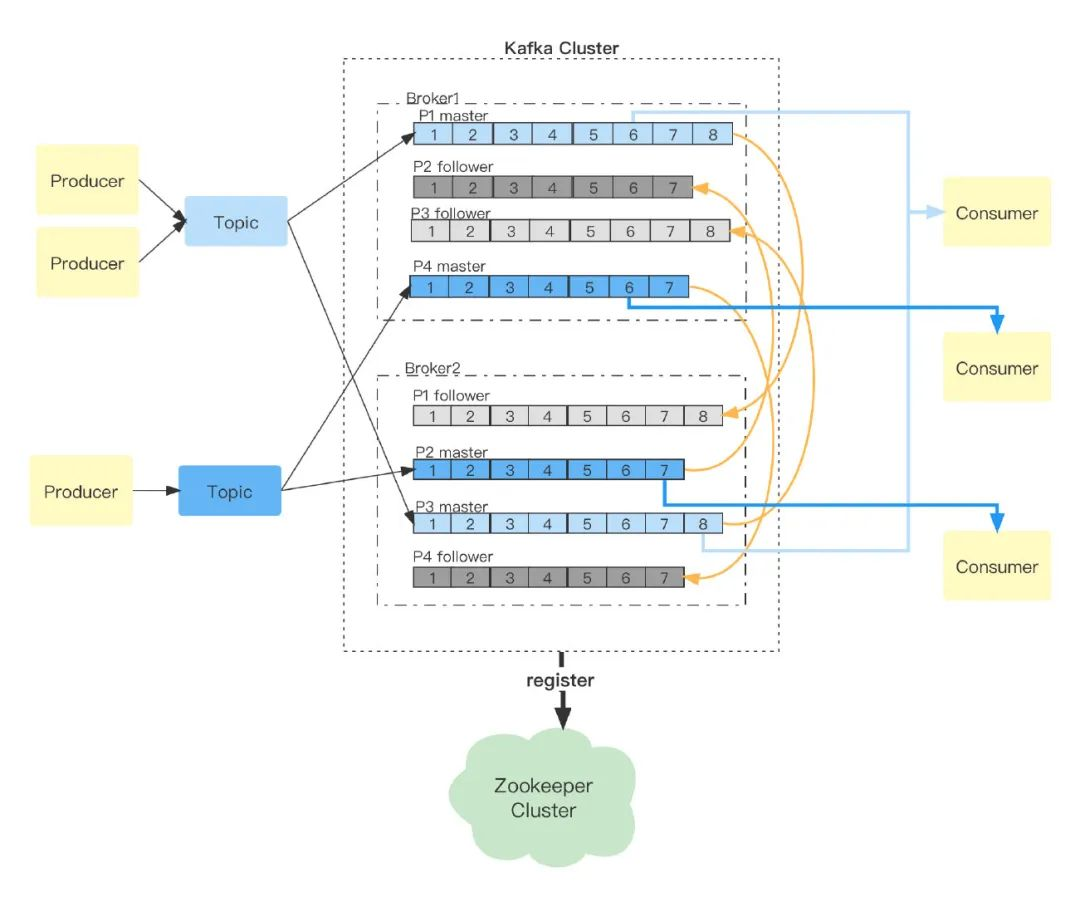 Kafka Cluster
Broker1
P1 master
1 2 3 4 5 6 7 8
P2 follower
1 2 3 4 5 6 7
P3 follower
1 2 3 4 5 6 7 8
P4 master
1 2 3 4 5 6 7
Producer
Producer
Topic
Consumer
Consumer
Broker2
P1 follower
1 2 3 4 5 6 7 8
P2 master
1 2 3 4 5 6 7
P3 master
1 2 3 4 5 6 7 8
P4 follower
1 2 3 4 5 6 7
Producer
Topic
Consumer
register
Zookeeper
Cluster